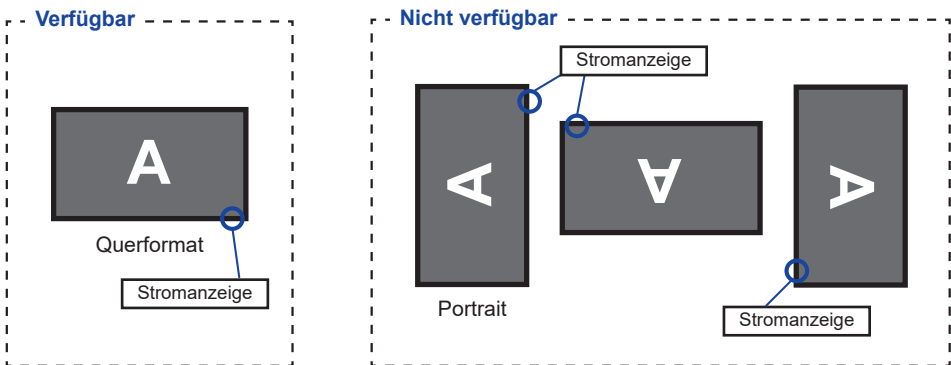 Verfügbar
A
Querformat
Stromanzeige
Nicht verfügbar
Stromanzeige
A
A
A
Portrait
Stromanzeige